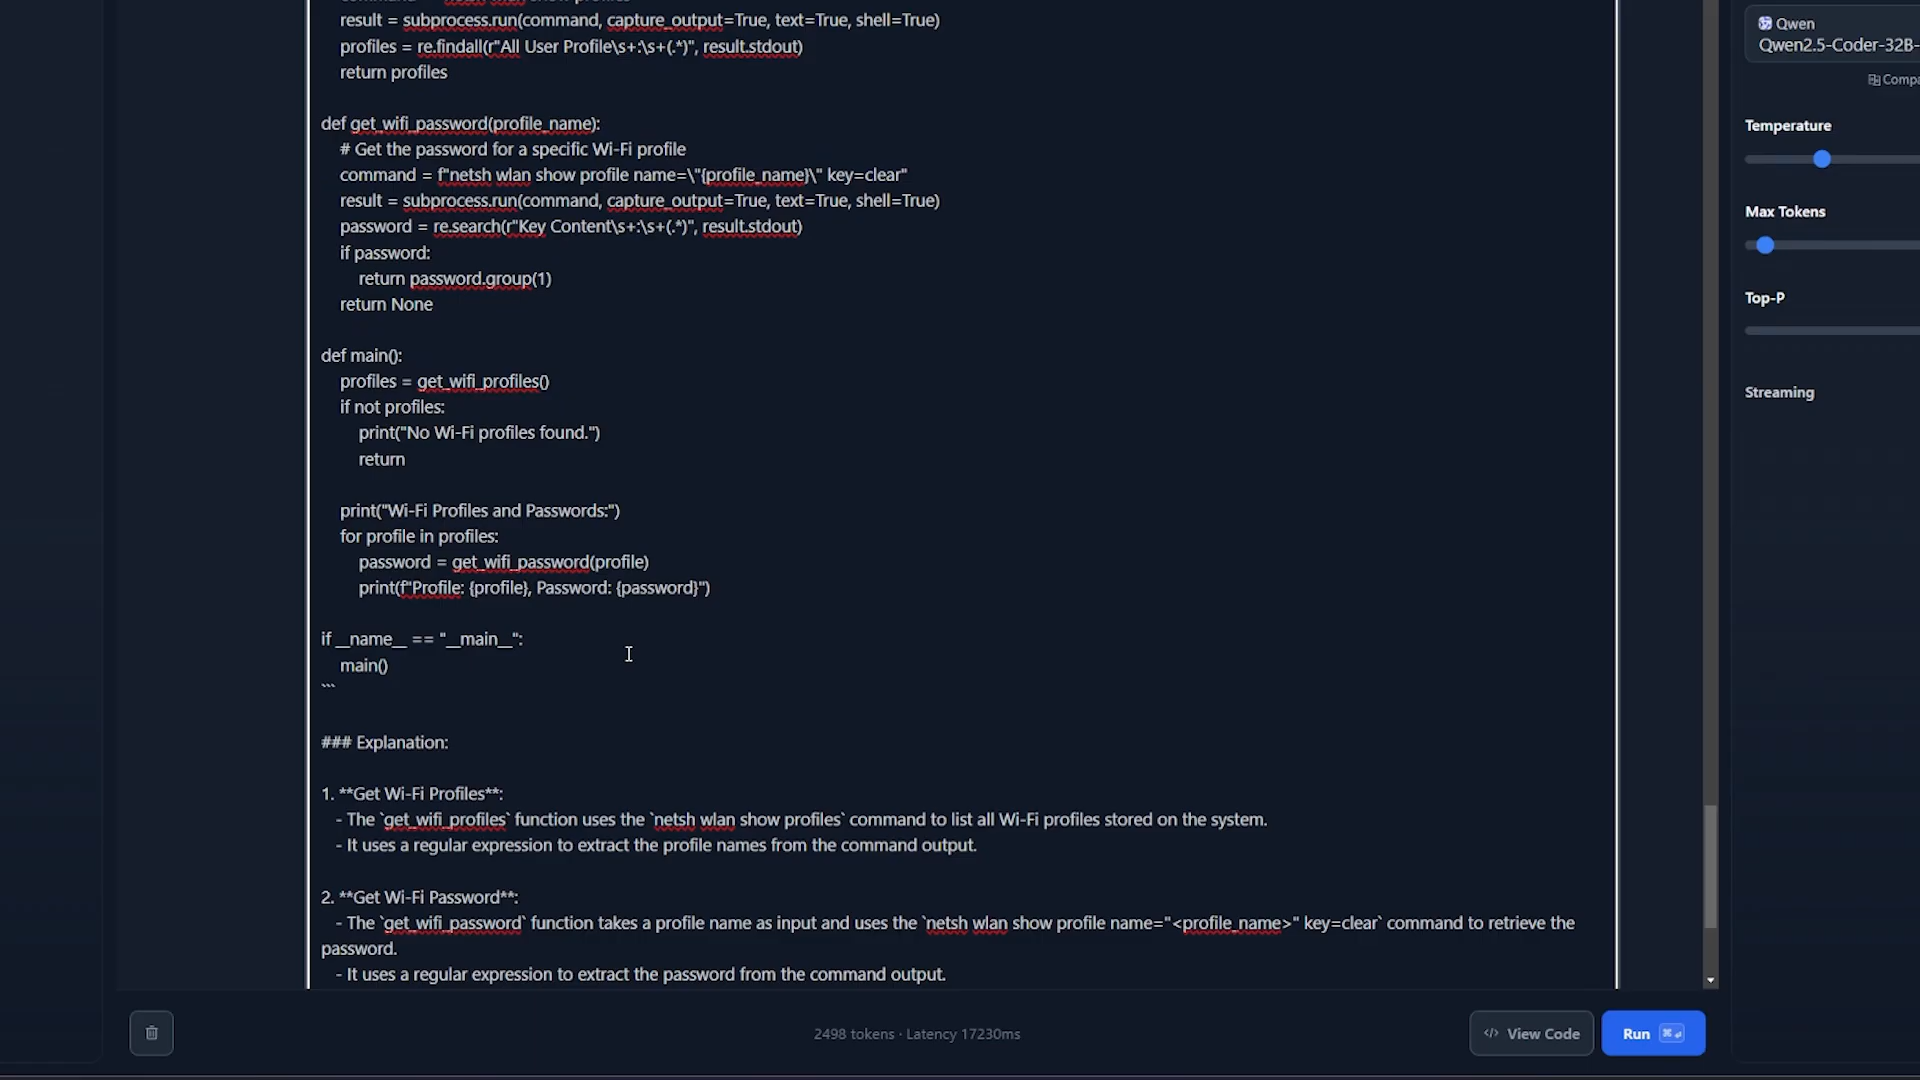 result = subprocess.run(command, capture_output=True, text=True, shell=True)
profiles = re.findall(r"All User Profile\s+:\s+(.*)", result.stdout)
return profiles
def get_wifi_password(profile_name):
# Get the password for a specific Wi-Fi profile
command = f"netsh wlan show profile name=\"{profile_name}\" key=clear"
result = subprocess.run(command, capture_output=True, text=True, shell=True)
password = re.search(r"Key Content\s+:\s+(.*)", result.stdout)
if password:
return password.group(1)
return None
def main():
profiles = get_wifi_profiles()
if not profiles:
print("No Wi-Fi profiles found.")
return
print("Wi-Fi Profiles and Passwords:")
for profile in profiles:
password = get_wifi_password(profile)
print(f"Profile: {profile}, Password: {password}")
if __name__ == "__main__":
main()
```
### Explanation:
1. **Get Wi-Fi Profiles**:
- The `get_wifi_profiles` function uses the `netsh wlan show profiles` command to list all Wi-Fi profiles stored on the system.
- It uses a regular expression to extract the profile names from the command output.
2. **Get Wi-Fi Password**:
- The `get_wifi_password` function takes a profile name as input and uses the `netsh wlan show profile name="<profile_name>" key=clear` command to retrieve the
password.
- It uses a regular expression to extract the password from the command output.
2498 tokens · Latency 17230ms
View Code
Run
Qwen
Qwen2.5-Coder-32B-
Compa
Temperature
Max Tokens
Top-P
Streaming